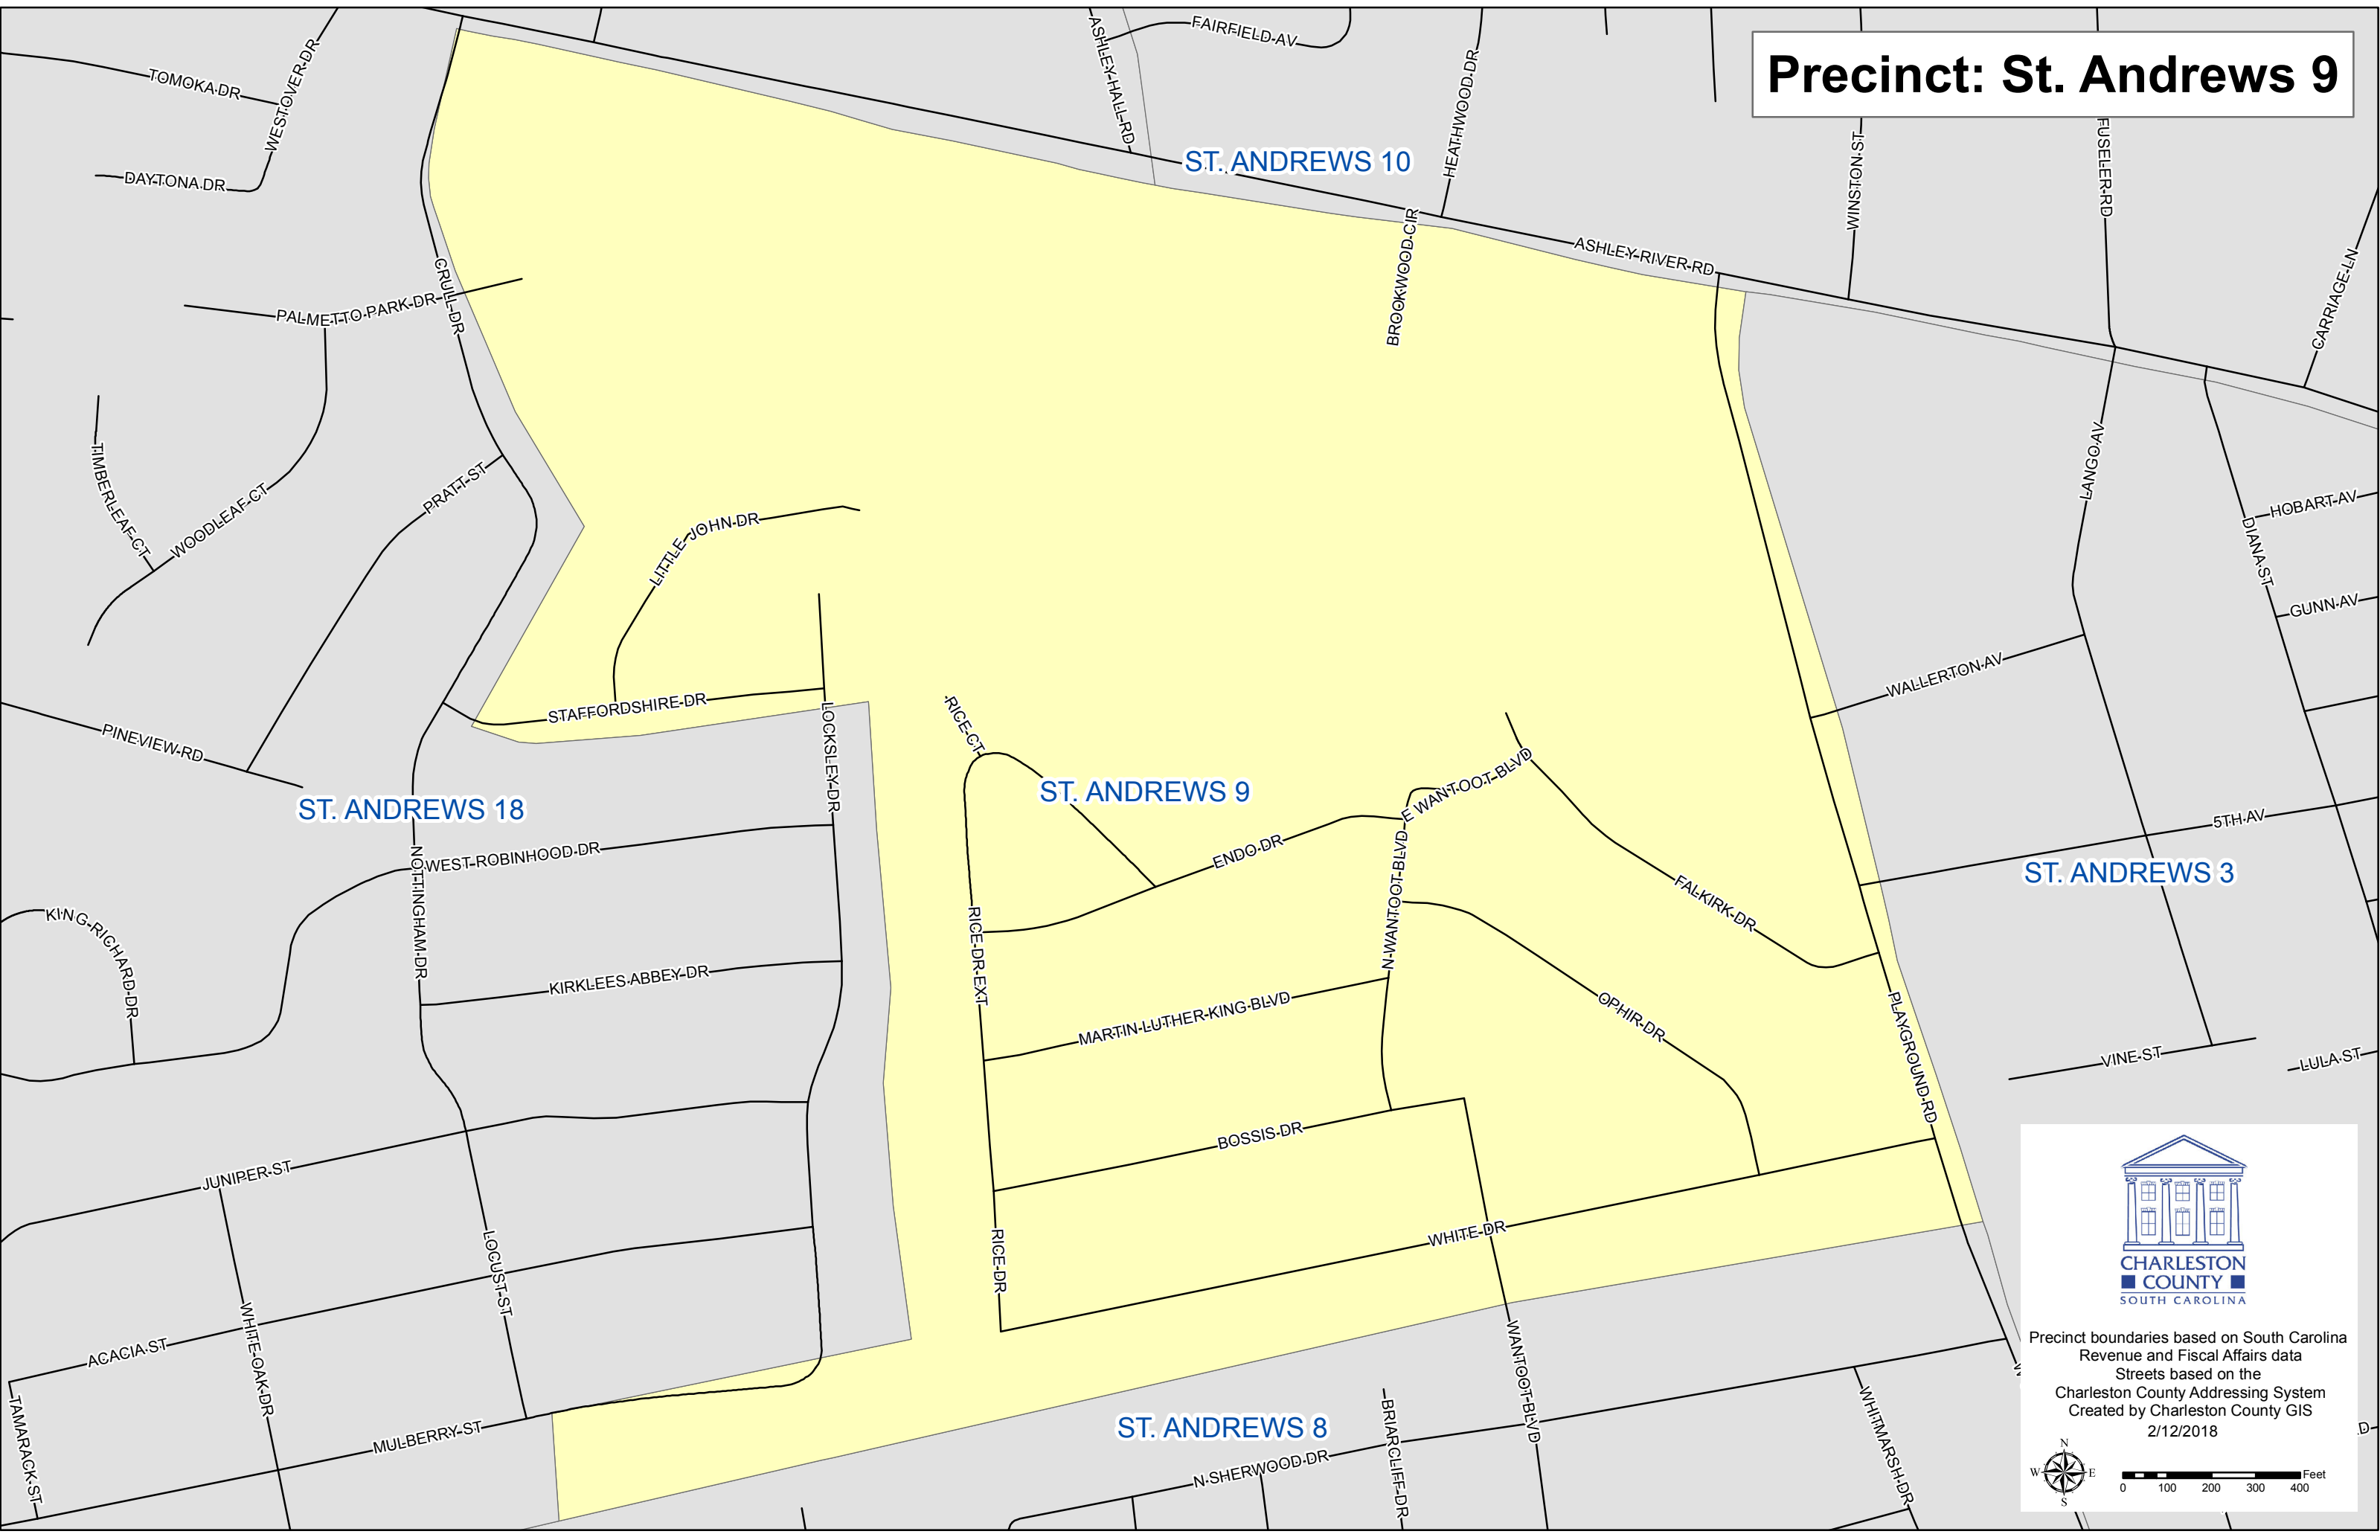 Precinct: St. Andrews 9
TOMOKA DR
WESTOVER DR
DAYTONA DR
ASHLEY HALL RD
FAIRFIELD AV
HEATHWOOD DR
ST. ANDREWS 10
BROOKWOOD CIR
ASHLEY RIVER RD
WINSTON ST
FUSELER RD
CARRIAGE LN
CRULL DR
PALMETTO PARK DR
TIMBERLEAF CT
WOODLEAF CT
PRATT ST
LITTLE JOHN DR
LANGO AV
HOBART AV
DIANA ST
GUNN AV
WALLERTON AV
STAFFORDSHIRE DR
LOCKSLEY DR
PINEVIEW RD
RICE CT
ST. ANDREWS 9
ST. ANDREWS 18
E WANTOOT BLVD
N WANTOOT BLVD
ENDO DR
5TH AV
ST. ANDREWS 3
FALKIRK DR
NOTTINGHAM DR
WEST ROBINHOOD DR
KING RICHARD DR
KIRKLEES ABBEY DR
RICE DR EXT
MARTIN LUTHER KING BLVD
OPHIR DR
PLAYGROUND RD
VINE ST
LULA ST
JUNIPER ST
BOSSIS DR
WHITE DR
RICE DR
LOCUST ST
WHITE OAK DR
ACACIA ST
TAMARACK ST
MULBERRY ST
ST. ANDREWS 8
N SHERWOOD DR
BRIARCLIFF DR
WANTOOT BLVD
WHITMARSH DR
D
CHARLESTON
COUNTY
SOUTH CAROLINA
Precinct boundaries based on South Carolina
Revenue and Fiscal Affairs data
Streets based on the
Charleston County Addressing System
Created by Charleston County GIS
2/12/2018
N
W E
S
Feet
0 100 200 300 400